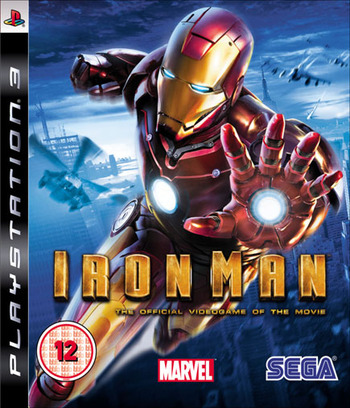 PLAYSTATION 3
IRON MAN
THE OFFICIAL VIDEOGAME OF THE MOVIE
12
MARVEL
SEGA